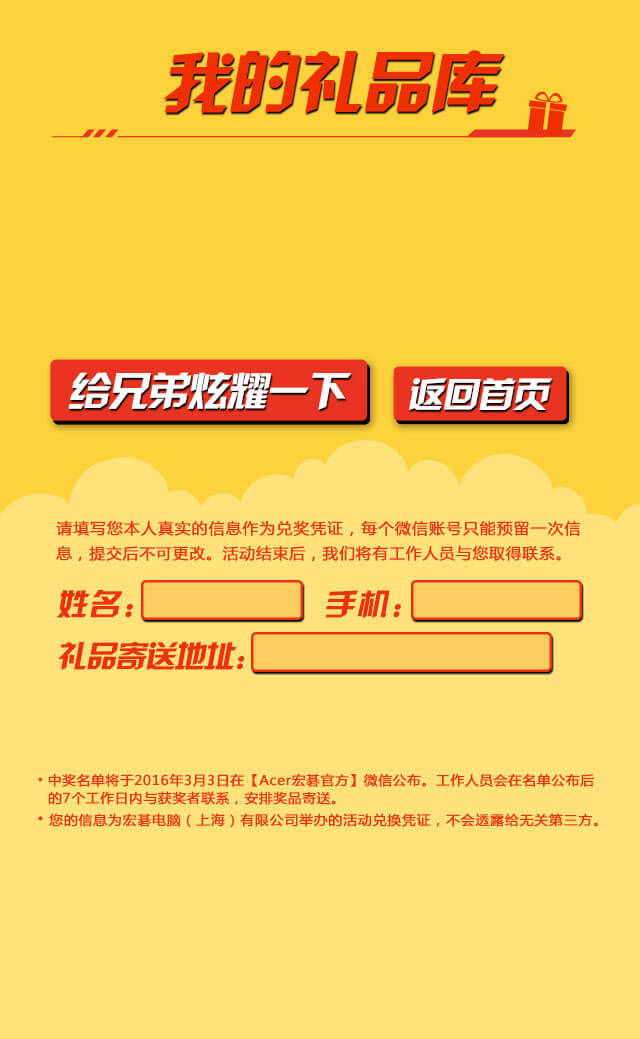 我的礼品库
给兄弟炫耀一下
返回首页
请填写您本人真实的信息作为兑奖凭证，每个微信账号只能预留一次信
息，提交后不可更改。活动结束后，我们将有工作人员与您取得联系。
姓名：
手机：
礼品寄送地址：
* 中奖名单将于2016年3月3日在【Acer宏碁官方】微信公布。工作人员会在名单公布后
的7个工作日内与获奖者联系，安排奖品寄送。
* 您的信息为宏碁电脑（上海）有限公司举办的活动兑换凭证，不会透露给无关第三方。